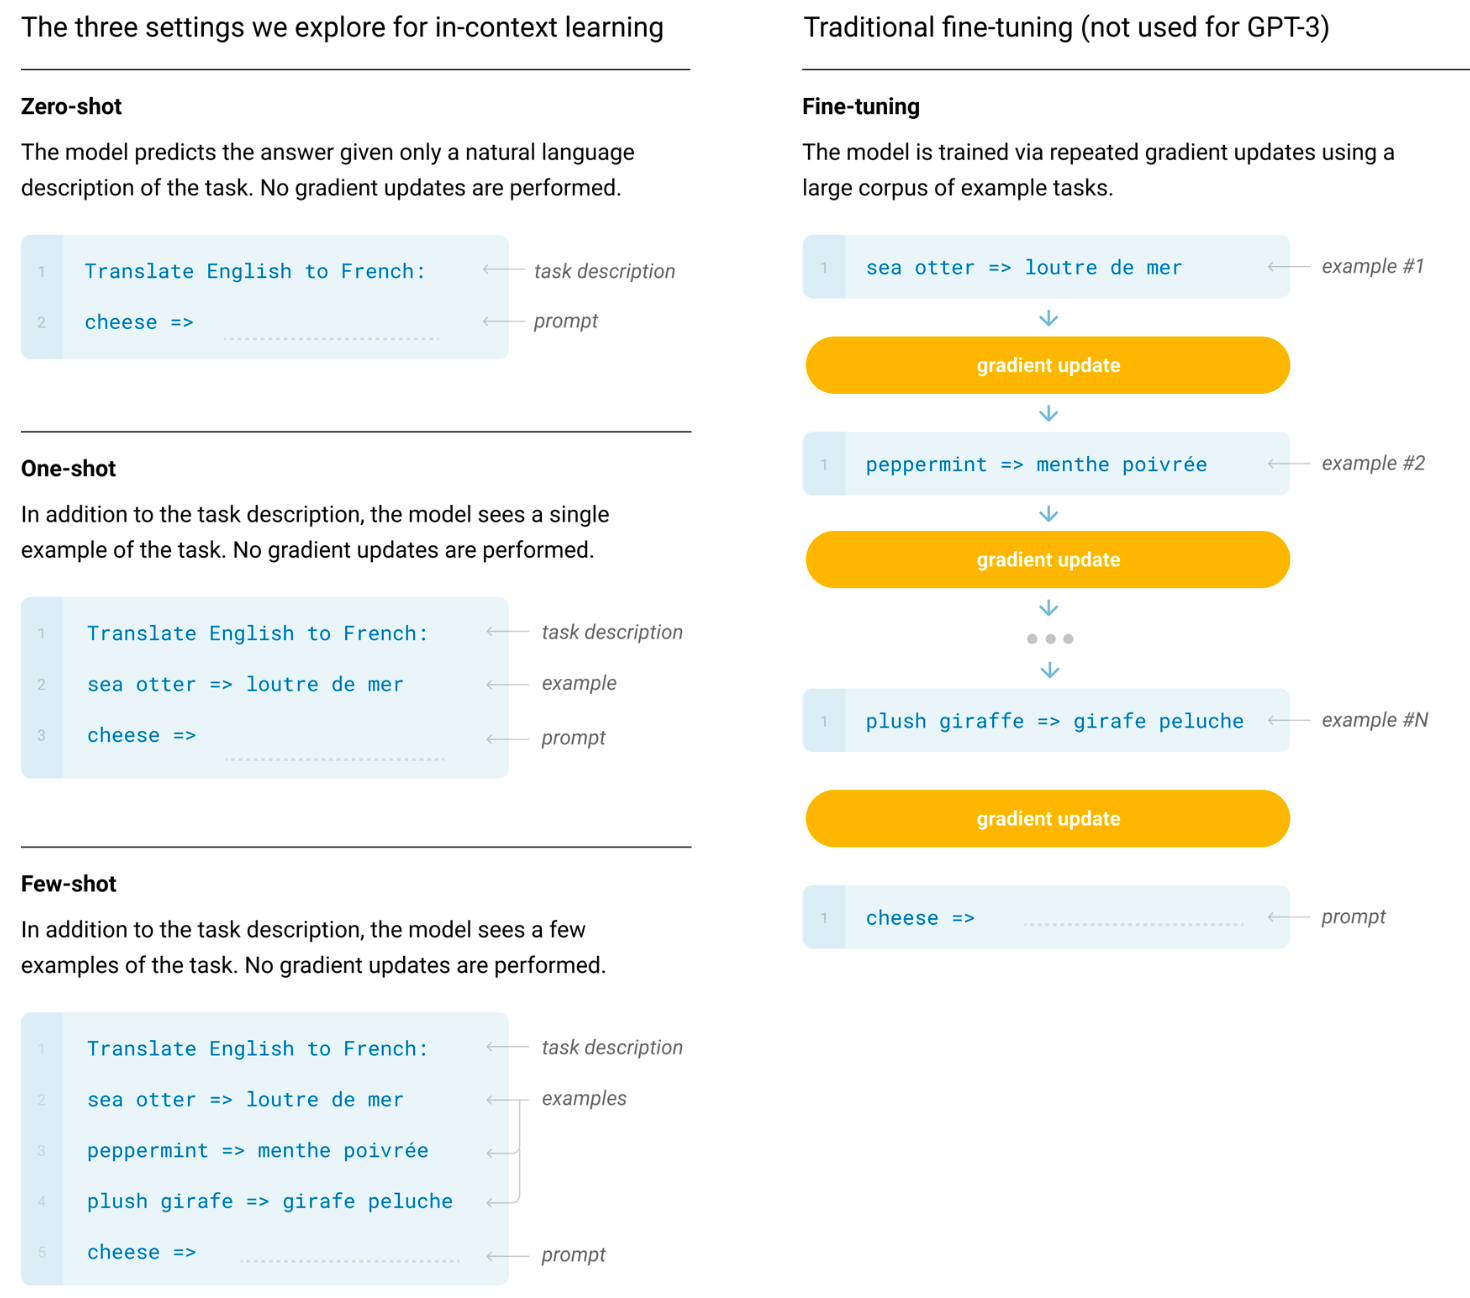 The three settings we explore for in-context learning
Zero-shot
The model predicts the answer given only a natural language
description of the task. No gradient updates are performed.
1 Translate English to French: task description
2 cheese => prompt
One-shot
In addition to the task description, the model sees a single
example of the task. No gradient updates are performed.
1 Translate English to French: task description
2 sea otter => loutre de mer example
3 cheese => prompt
Few-shot
In addition to the task description, the model sees a few
examples of the task. No gradient updates are performed.
1 Translate English to French: task description
2 sea otter => loutre de mer examples
3 peppermint => menthe poivrée
4 plush girafe => girafe peluche
5 cheese => prompt
Traditional fine-tuning (not used for GPT-3)
Fine-tuning
The model is trained via repeated gradient updates using a
large corpus of example tasks.
1 sea otter => loutre de mer example #1
gradient update
1 peppermint => menthe poivrée example #2
gradient update
1 plush giraffe => girafe peluche example #N
gradient update
1 cheese => prompt